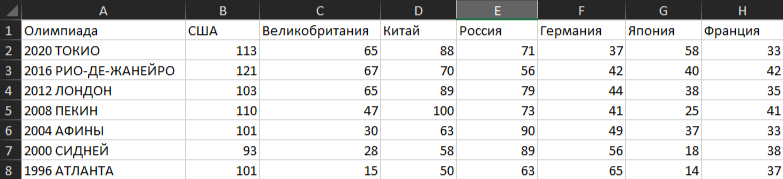 A B C D E F G H
1 Олимпиада США Великобритания Китай Россия Германия Япония Франция
2 2020 ТОКИО 113 65 88 71 37 58 33
3 2016 РИО-ДЕ-ЖАНЕЙРО 121 67 70 56 42 40 42
4 2012 ЛОНДОН 103 65 89 79 44 38 35
5 2008 ПЕКИН 110 47 100 73 41 25 41
6 2004 АФИНЫ 101 30 63 90 49 37 33
7 2000 СИДНЕЙ 93 28 58 89 56 18 38
8 1996 АТЛАНТА 101 15 50 63 65 14 37